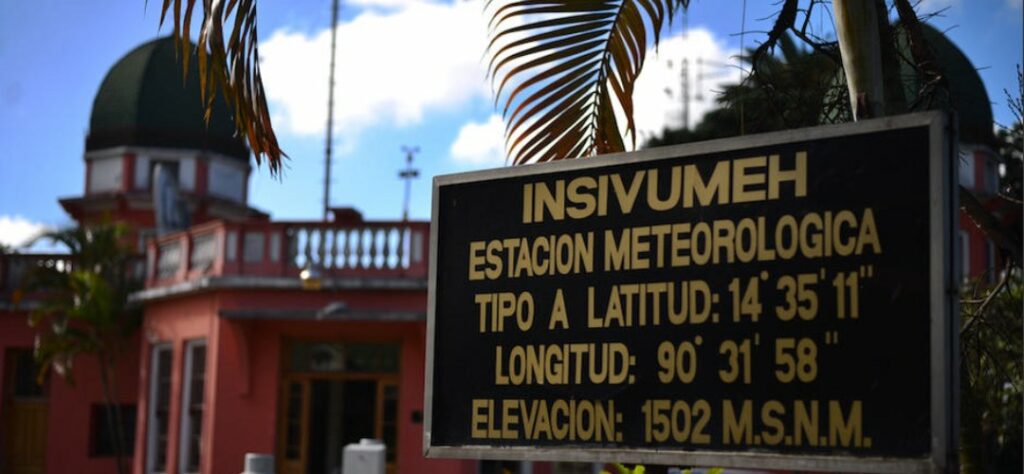 INSIVUMEH
ESTACION METEOROLOGICA
TIPO A LATITUD: 14° 35' 11"
LONGITUD: 90° 31' 58"
ELEVACION: 1502 M.S.N.M.